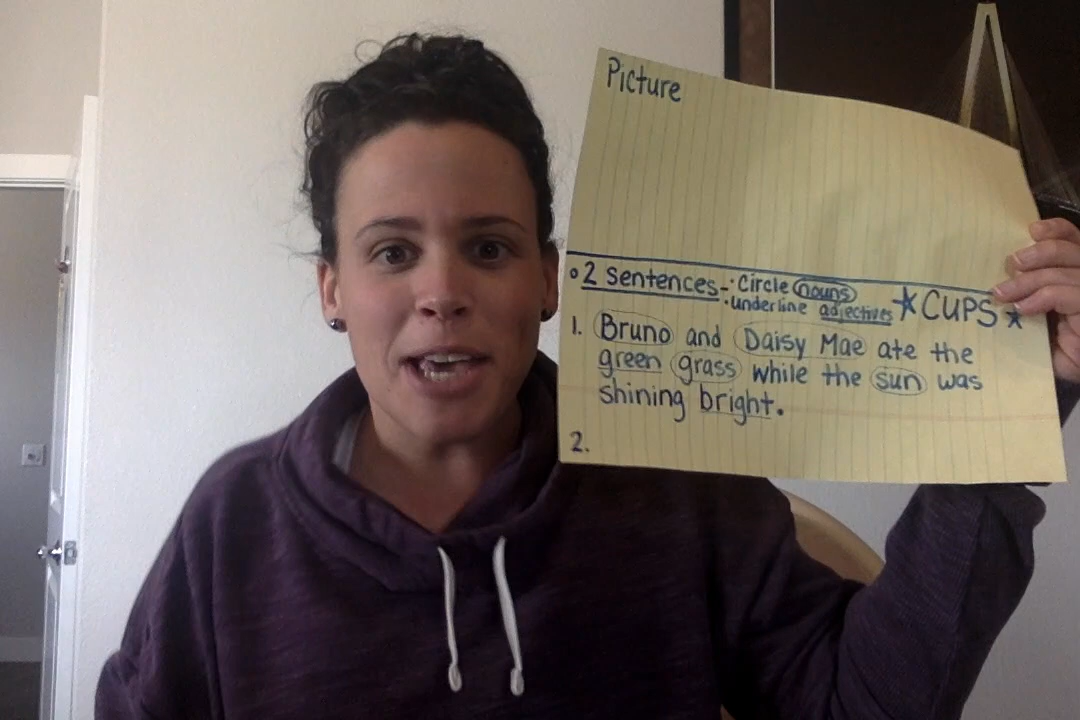 Picture
• 2 Sentences - • Circle nouns
• underline adjectives ★ CUPS ★
1. Bruno and Daisy Mae ate the
green grass while the sun was
shining bright.
2.